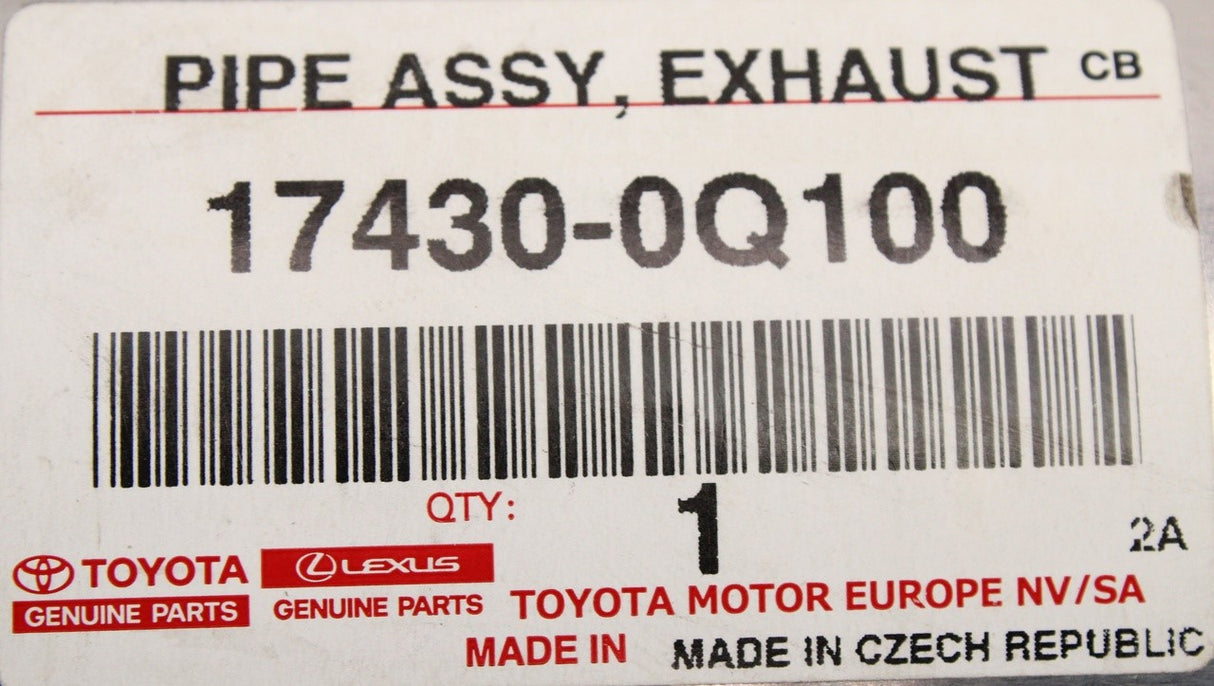 PIPE ASSY, EXHAUST CB
17430-0Q100
QTY: 1
2A
TOYOTA LEXUS
GENUINE PARTS GENUINE PARTS TOYOTA MOTOR EUROPE NV/SA
MADE IN MADE IN CZECH REPUBLIC